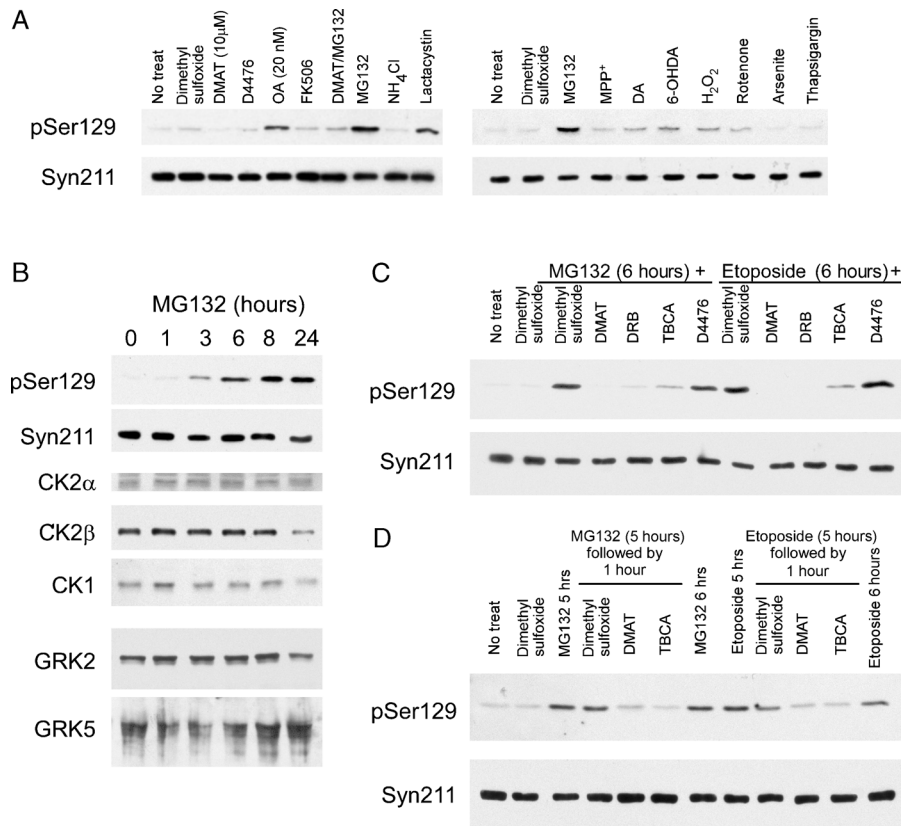 A
No treat
Dimethyl
sulfoxide
DMAT (10µM)
D4476
OA (20 nM)
FK506
DMAT/MG132
MG132
NH4Cl
Lactacystin
No treat
Dimethyl
sulfoxide
MG132
MPP+
DA
6-OHDA
H2O2
Rotenone
Arsenite
Thapsigargin
pSer129
Syn211
B
MG132 (hours)
0 1 3 6 8 24
pSer129
Syn211
CK2α
CK2β
CK1
GRK2
GRK5
C
MG132 (6 hours) +
Etoposide (6 hours)+
No treat
Dimethyl
sulfoxide
Dimethyl
sulfoxide
DMAT
DRB
TBCA
D4476
Dimethyl
sulfoxide
DMAT
DRB
TBCA
D4476
pSer129
Syn211
D
MG132 (5 hours)
followed by
1 hour
Etoposide (5 hours)
followed by
1 hour
No treat
Dimethyl
sulfoxide
MG132 5 hrs
Dimethyl
sulfoxide
DMAT
TBCA
MG132 6 hrs
Etoposide 5 hrs
Dimethyl
sulfoxide
DMAT
TBCA
Etoposide 6 hours
pSer129
Syn211